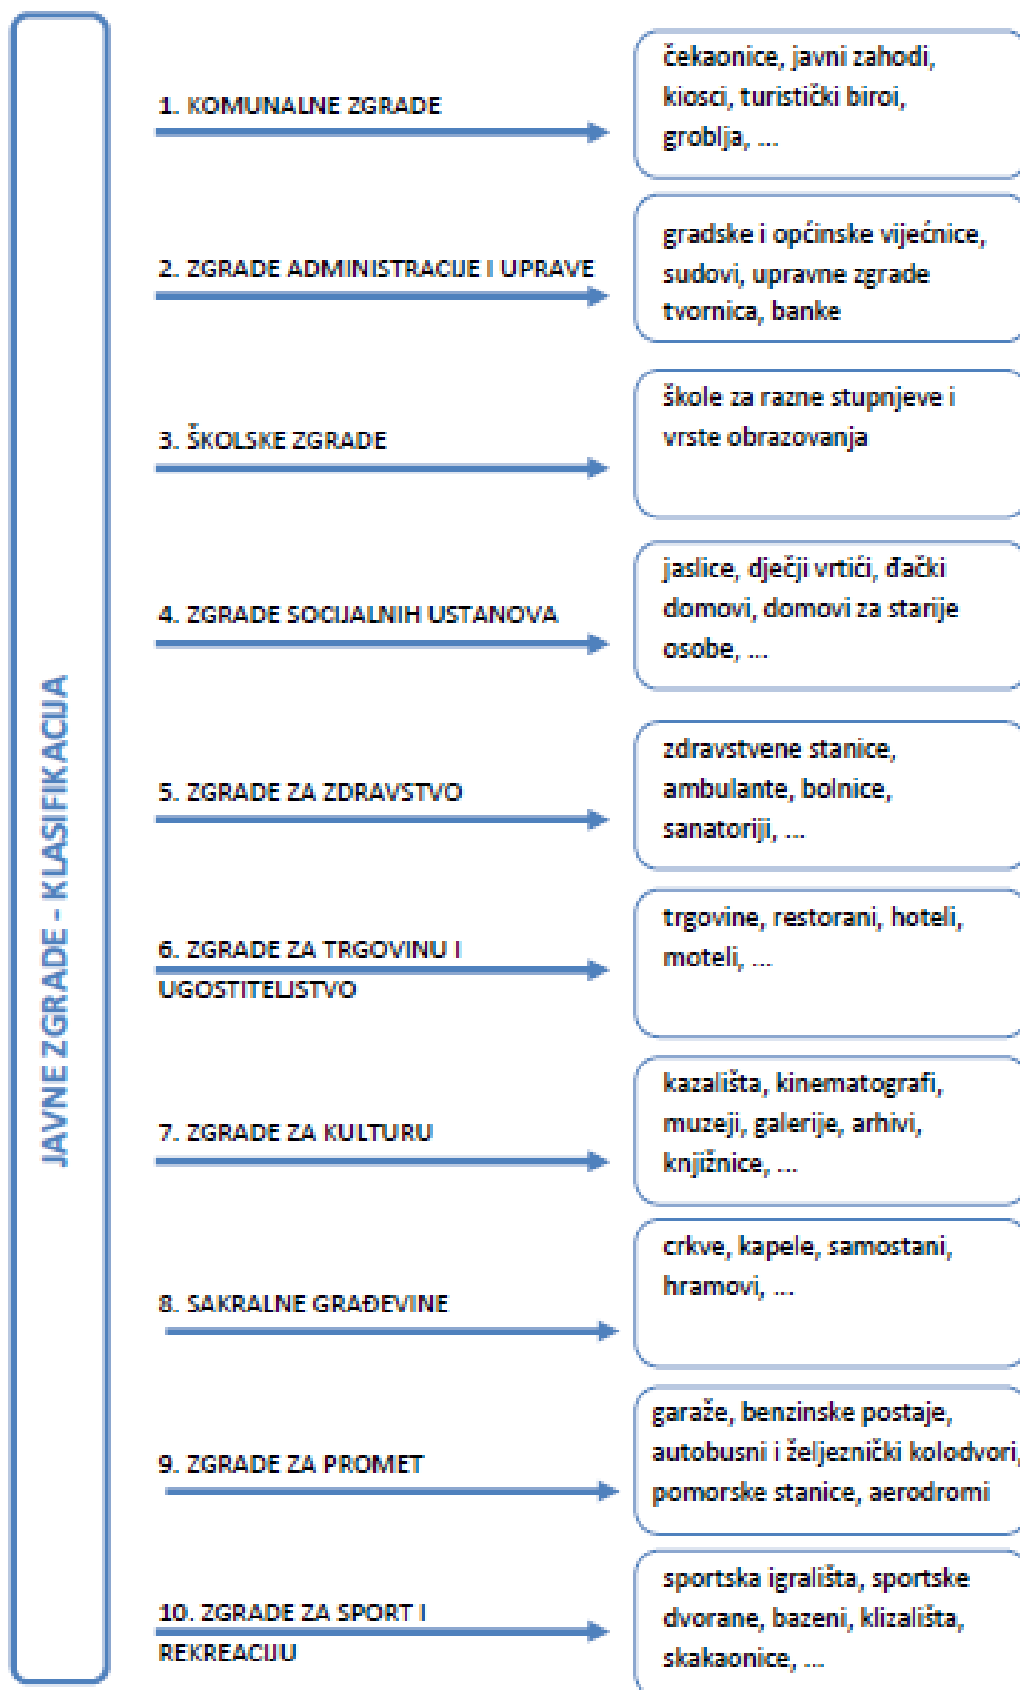 JAVNE ZGRADE - KLASIFIKACIJA
1. KOMUNALNE ZGRADE
čekaonice, javni zahodi,
kiosci, turistički biroi,
groblja, ...
2. ZGRADE ADMINISTRACIJE I UPRAVE
gradske i općinske vijećnice,
sudovi, upravne zgrade
tvornica, banke
3. ŠKOLSKE ZGRADE
škole za razne stupnjeve i
vrste obrazovanja
4. ZGRADE SOCIJALNIH USTANOVA
jaslice, dječji vrtići, đački
domovi, domovi za starije
osobe, ...
5. ZGRADE ZA ZDRAVSTVO
zdravstvene stanice,
ambulante, bolnice,
sanatoriji, ...
6. ZGRADE ZA TRGOVINU I
UGOSTITELJSTVO
trgovine, restorani, hoteli,
moteli, ...
7. ZGRADE ZA KULTURU
kazališta, kinematografi,
muzeji, galerije, arhivi,
knjižnice, ...
8. SAKRALNE GRAĐEVINE
crkve, kapele, samostani,
hramovi, ...
9. ZGRADE ZA PROMET
garaže, benzinske postaje,
autobusni i željeznički kolodvori,
pomorske stanice, aerodromi
10. ZGRADE ZA SPORT I
REKREACIJU
sportska igrališta, sportske
dvorane, bazeni, klizališta,
skakaonice, ...